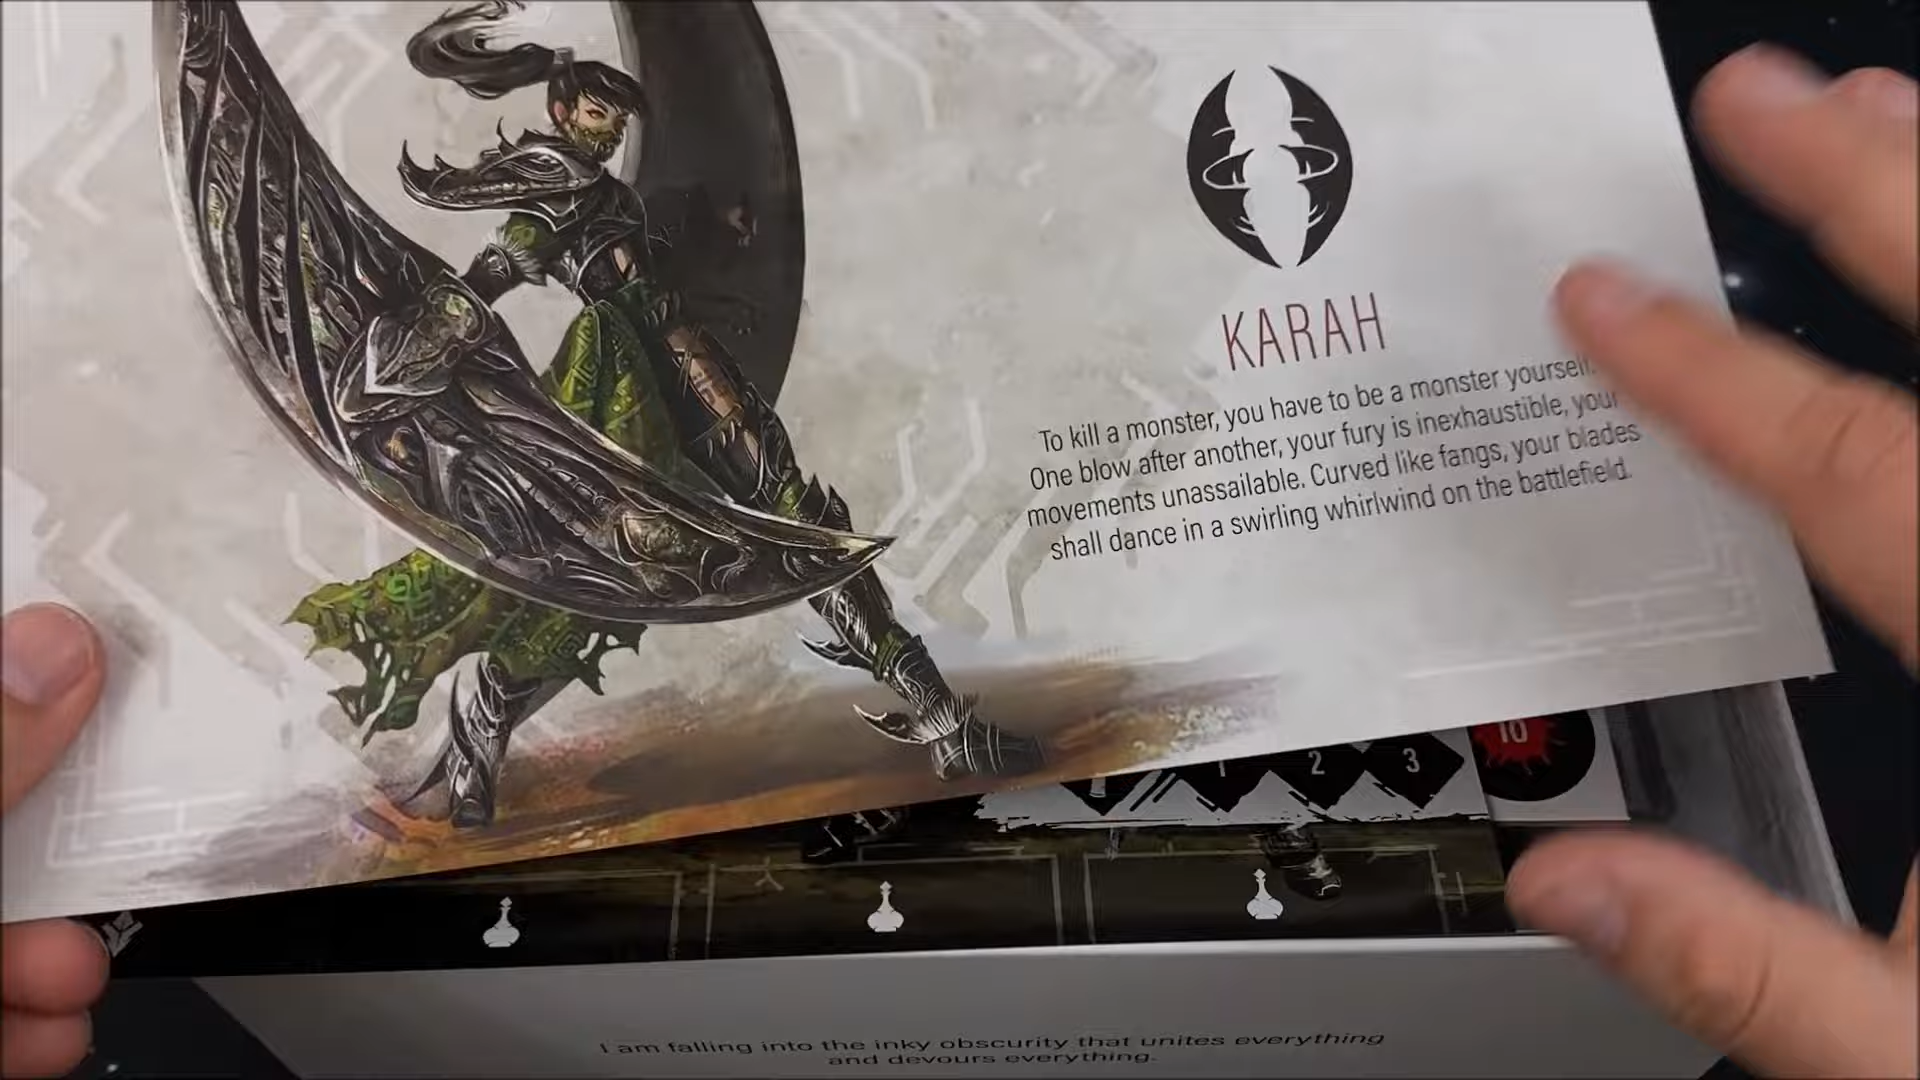 KARAH
To kill a monster, you have to be a monster yourself.
One blow after another, your fury is inexhaustible, your
movements unassailable. Curved like fangs, your blades
shall dance in a swirling whirlwind on the battlefield.
1 2 3 10
I am falling into the inky obscurity that unites everything
and devours everything.